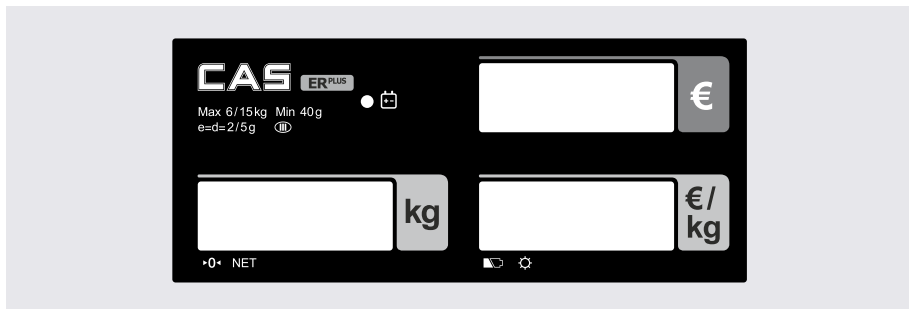 CAS ER PLUS
Max 6/15kg Min 40g
e=d=2/5g III
€
kg
€/
kg
▸0◂ NET